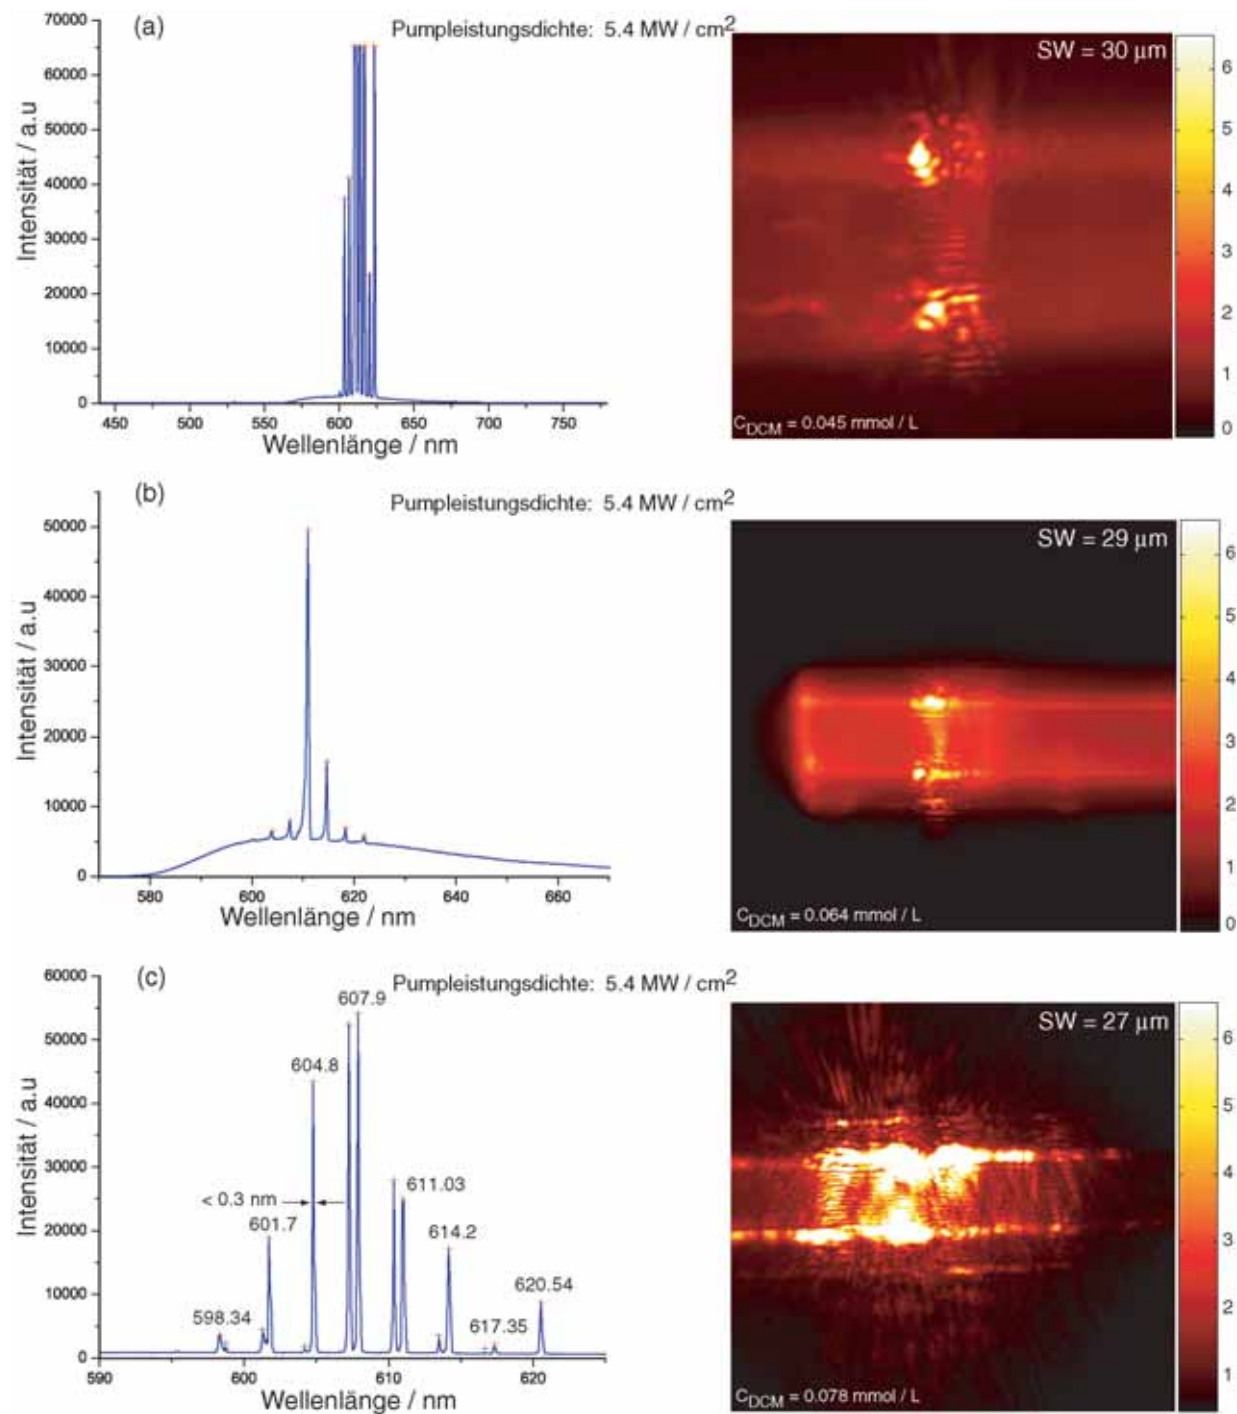 (a)
Pumpleistungsdichte: 5.4 MW / cm2
Intensität / a.u
70000
60000
50000
40000
30000
20000
10000
0
450 500 550 600 650 700 750
Wellenlänge / nm
SW = 30 µm
CDCM = 0.045 mmol / L
6
5
4
3
2
1
0
(b)
Pumpleistungsdichte: 5.4 MW / cm2
Intensität / a.u
50000
40000
30000
20000
10000
0
580 600 620 640 660
Wellenlänge / nm
SW = 29 µm
CDCM = 0.064 mmol / L
6
5
4
3
2
1
0
(c)
Pumpleistungsdichte: 5.4 MW / cm2
Intensität / a.u
60000
50000
40000
30000
20000
10000
0
607.9
604.8
< 0.3 nm
601.7
611.03
614.2
598.34
617.35
620.54
590 600 610 620
Wellenlänge / nm
SW = 27 µm
CDCM = 0.078 mmol / L
6
5
4
3
2
1